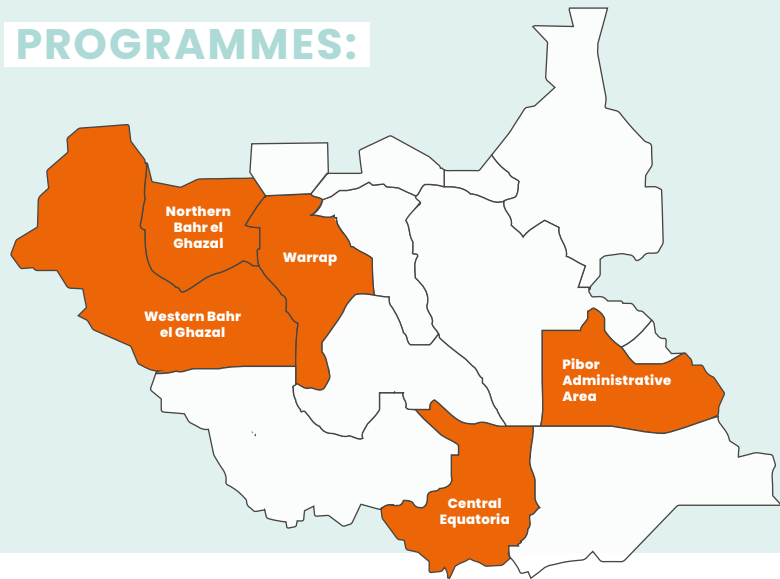 PROGRAMMES:
Northern
Bahr el
Ghazal
Warrap
Western Bahr
el Ghazal
Pibor
Administrative
Area
Central
Equatoria